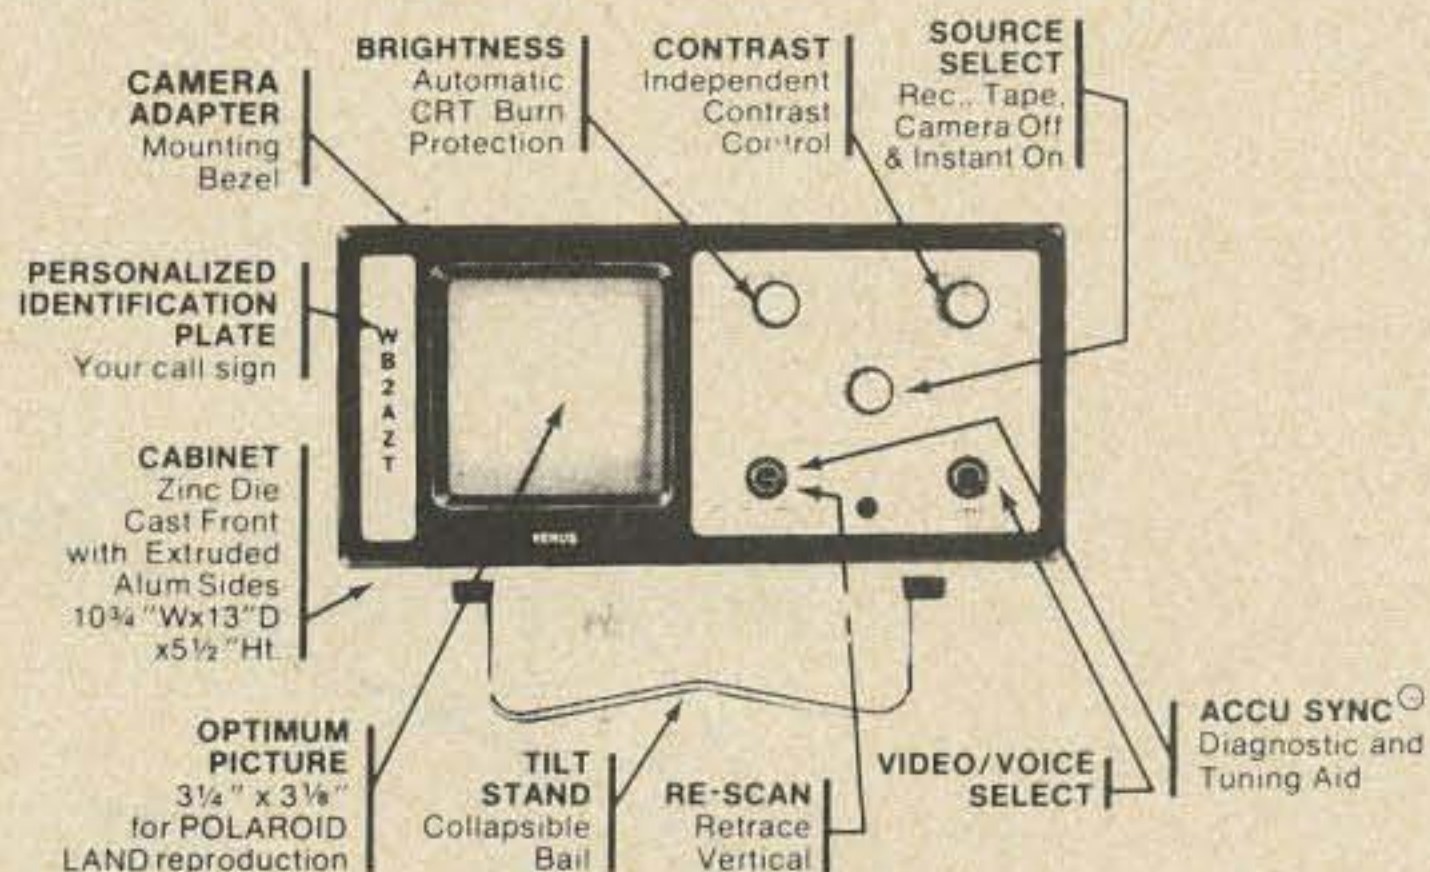 CAMERA
ADAPTER
Mounting
Bezel
BRIGHTNESS
Automatic
CRT Burn
Protection
CONTRAST
Independent
Contrast
Control
SOURCE
SELECT
Rec., Tape,
Camera Off
& Instant On
PERSONALIZED
IDENTIFICATION
PLATE
Your call sign
WB2AZT
CABINET
Zinc Die
Cast Front
with Extruded
Alum Sides
10¾"Wx13"D
x5½"Ht.
VENUS
OPTIMUM
PICTURE
3¼" x 3⅛"
for POLAROID
LAND reproduction
TILT
STAND
Collapsible
Bail
RE-SCAN
Retrace
Vertical
VIDEO/VOICE
SELECT
ACCU SYNC
Diagnostic and
Tuning Aid